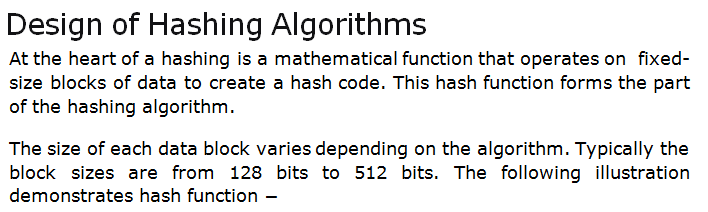 Design of Hashing Algorithms
At the heart of a hashing is a mathematical function that operates on fixed-
size blocks of data to create a hash code. This hash function forms the part
of the hashing algorithm.
The size of each data block varies depending on the algorithm. Typically the
block sizes are from 128 bits to 512 bits. The following illustration
demonstrates hash function −